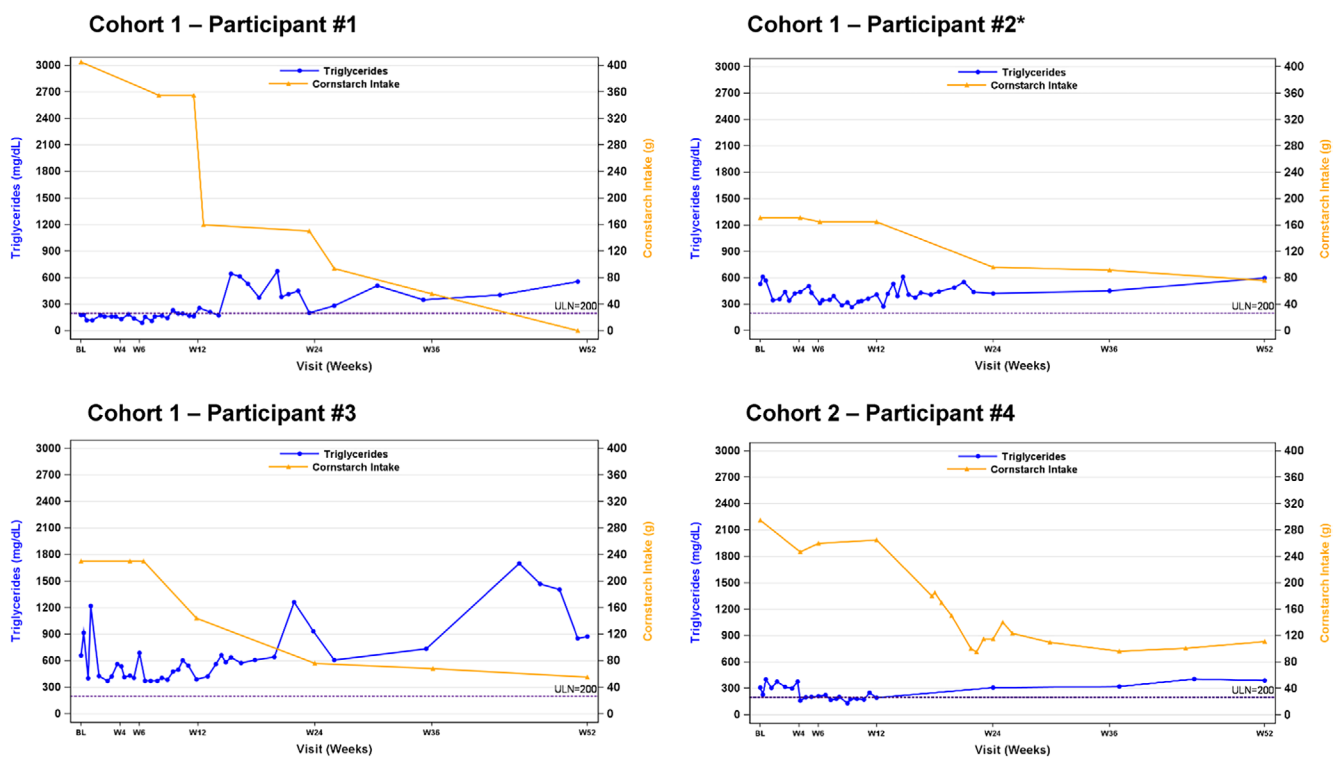 Cohort 1 – Participant #1
Triglycerides
Cornstarch Intake
Triglycerides (mg/dL)
3000
2700
2400
2100
1800
1500
1200
900
600
300
0
400
360
320
280
240
200
160
120
80
40
0
Cornstarch Intake (g)
ULN=200
BL W4 W6 W12 W24 W36 W52
Visit (Weeks)
Cohort 1 – Participant #2*
Triglycerides
Cornstarch Intake
Triglycerides (mg/dL)
3000
2700
2400
2100
1800
1500
1200
900
600
300
0
400
360
320
280
240
200
160
120
80
40
0
Cornstarch Intake (g)
ULN=200
BL W4 W6 W12 W24 W36 W52
Visit (Weeks)
Cohort 1 – Participant #3
Triglycerides
Cornstarch Intake
Triglycerides (mg/dL)
3000
2700
2400
2100
1800
1500
1200
900
600
300
0
400
360
320
280
240
200
160
120
80
40
0
Cornstarch Intake (g)
ULN=200
BL W4 W6 W12 W24 W36 W52
Visit (Weeks)
Cohort 2 – Participant #4
Triglycerides
Cornstarch Intake
Triglycerides (mg/dL)
3000
2700
2400
2100
1800
1500
1200
900
600
300
0
400
360
320
280
240
200
160
120
80
40
0
Cornstarch Intake (g)
ULN=200
BL W4 W6 W12 W24 W36 W52
Visit (Weeks)